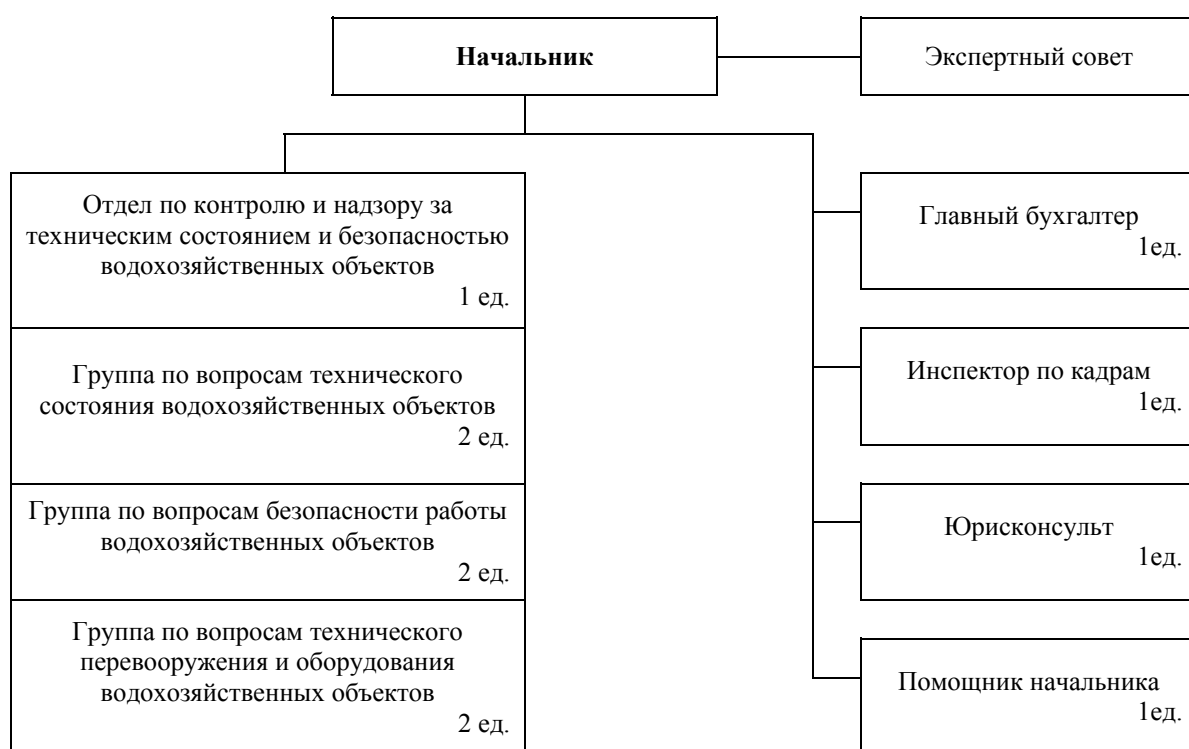 Начальник
Экспертный совет
Отдел по контролю и надзору за
техническим состоянием и безопасностью
водохозяйственных объектов
1 ед.
Группа по вопросам технического
состояния водохозяйственных объектов
2 ед.
Группа по вопросам безопасности работы
водохозяйственных объектов
2 ед.
Группа по вопросам технического
перевооружения и оборудования
водохозяйственных объектов
2 ед.
Главный бухгалтер
1ед.
Инспектор по кадрам
1ед.
Юрисконсульт
1ед.
Помощник начальника
1ед.